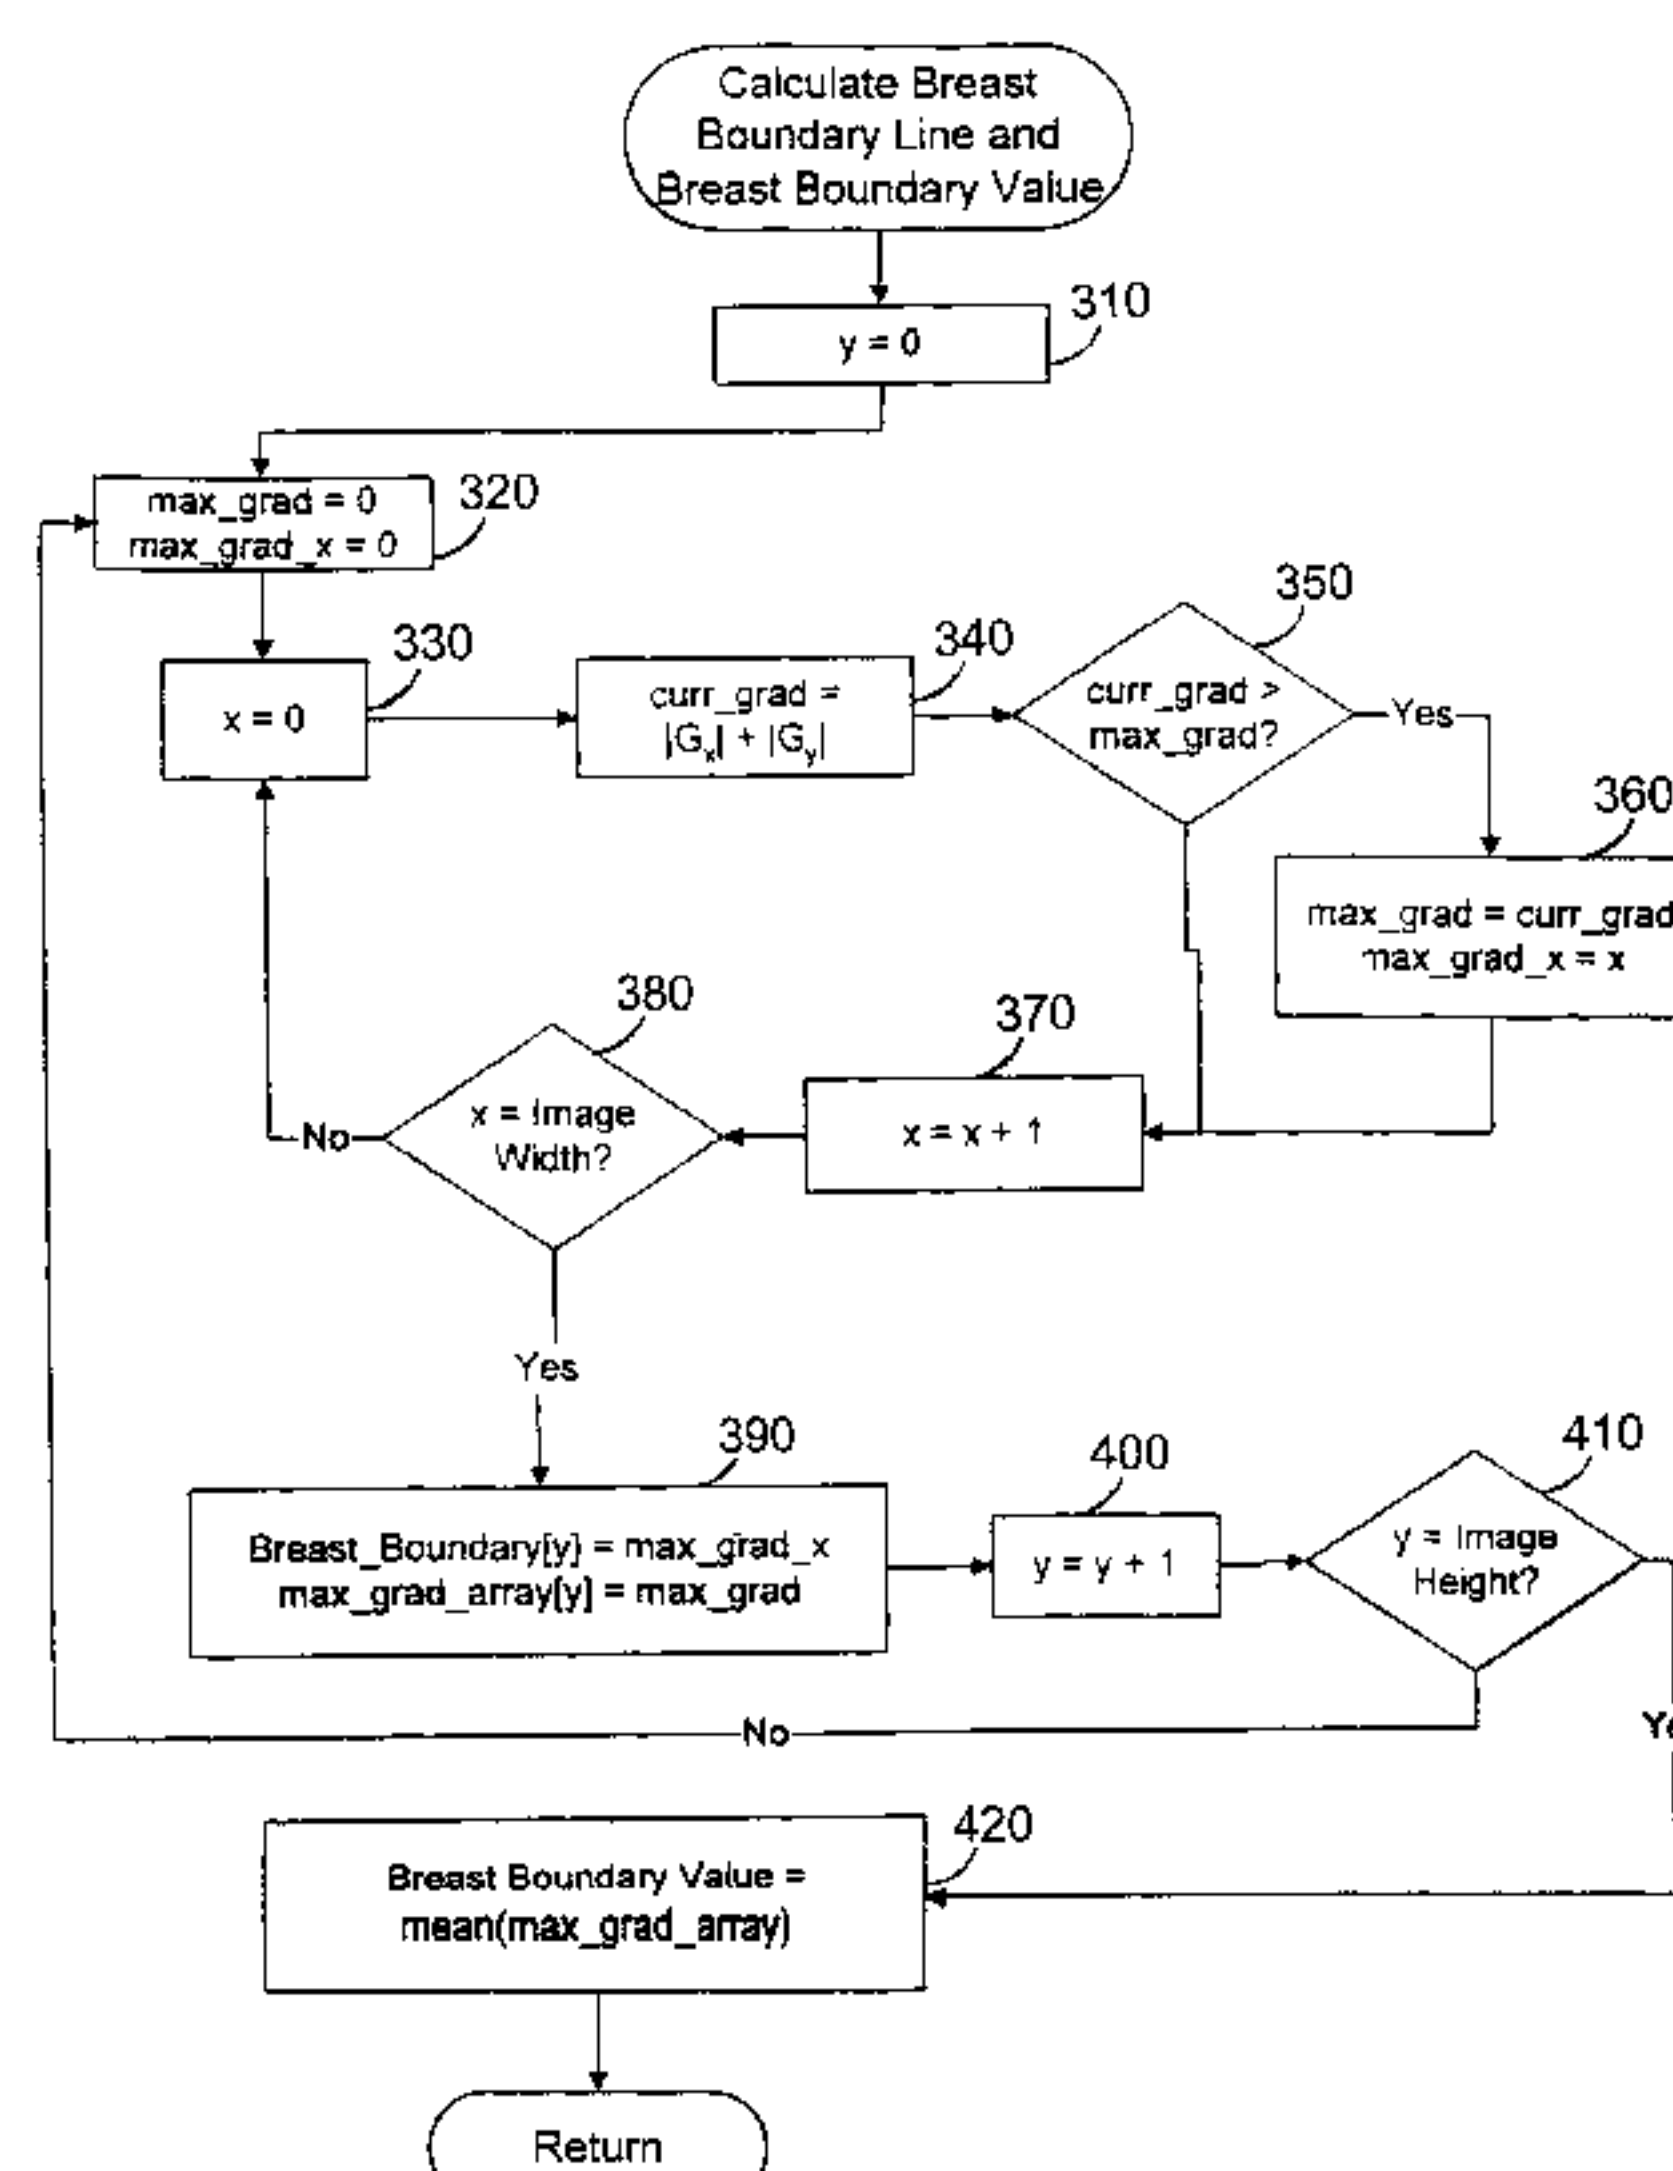 Calculate Breast
Boundary Line and
Breast Boundary Value
310
y = 0
320
max_grad = 0
max_grad_x = 0
330
x = 0
340
curr_grad =
|Gx| + |Gy|
350
curr_grad >
max_grad?
Yes
360
max_grad = curr_grad
max_grad_x = x
370
x = x + 1
380
x = Image
Width?
No
Yes
390
Breast_Boundary[y] = max_grad_x
max_grad_array[y] = max_grad
400
y = y + 1
410
y = Image
Height?
No
420
Breast Boundary Value =
mean(max_grad_array)
Return